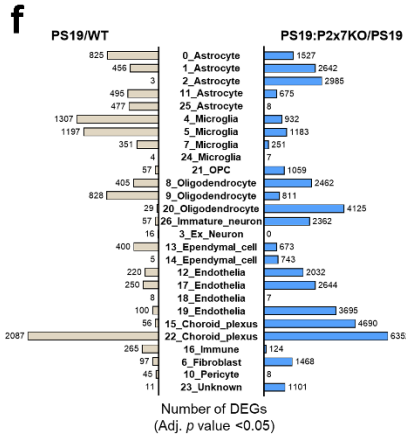 f
PS19/WT PS19:P2x7KO/PS19
825 0_Astrocyte 1527
456 1_Astrocyte 2642
3 2_Astrocyte 2985
495 11_Astrocyte 675
477 25_Astrocyte 8
1307 4_Microglia 932
1197 5_Microglia 1183
351 7_Microglia 251
4 24_Microglia 7
57 21_OPC 1059
405 8_Oligodendrocyte 2462
828 9_Oligodendrocyte 811
29 20_Oligodendrocyte 4125
57 26_Immature_neuron 2362
16 3_Ex_Neuron 0
400 13_Ependymal_cell 673
5 14_Ependymal_cell 743
220 12_Endothelia 2032
250 17_Endothelia 2644
8 18_Endothelia 7
100 19_Endothelia 3695
56 15_Choroid_plexus 4690
2087 22_Choroid_plexus 635
265 16_Immune 124
97 6_Fibroblast 1468
45 10_Pericyte 8
11 23_Unknown 1101
Number of DEGs
(Adj. p value <0.05)